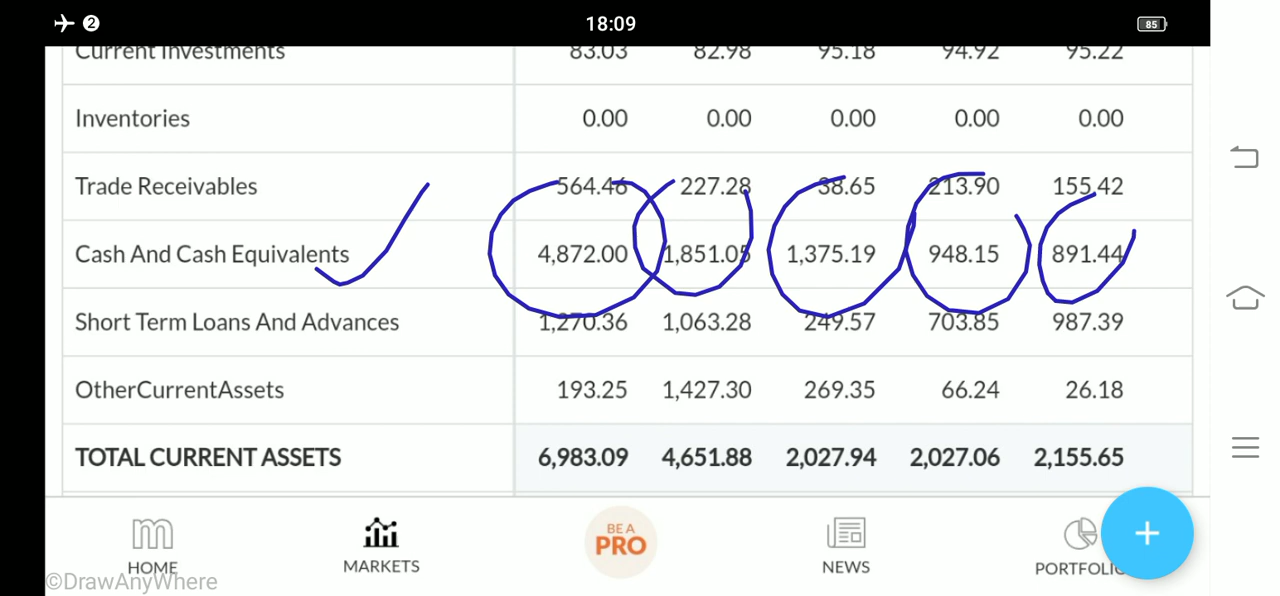 2 18:09 85
Current Investments 83.03 82.98 95.18 94.92 95.22
Inventories 0.00 0.00 0.00 0.00 0.00
Trade Receivables 564.46 227.28 38.65 213.90 155.42
Cash And Cash Equivalents 4,872.00 1,851.05 1,375.19 948.15 891.44
Short Term Loans And Advances 1,270.36 1,063.28 249.57 703.85 987.39
OtherCurrentAssets 193.25 1,427.30 269.35 66.24 26.18
TOTAL CURRENT ASSETS 6,983.09 4,651.88 2,027.94 2,027.06 2,155.65
m
BE A
PRO
+
HOME MARKETS NEWS PORTFOLIO
©DrawAnyWhere